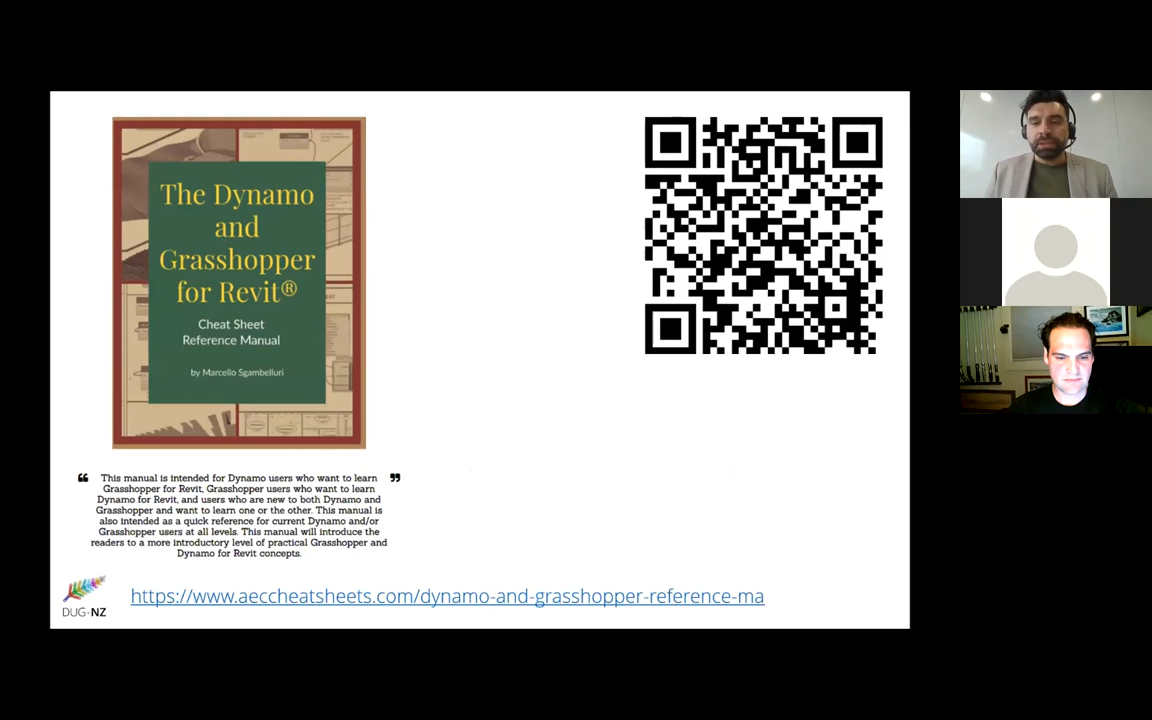 The Dynamo
and
Grasshopper
for Revit®
Cheat Sheet
Reference Manual
by Marcello Sgambelluri
❝ This manual is intended for Dynamo users who want to learn ❞
Grasshopper for Revit, Grasshopper users who want to learn
Dynamo for Revit, and users who are new to both Dynamo and
Grasshopper and want to learn one or the other. This manual is
also intended as a quick reference for current Dynamo and/or
Grasshopper users at all levels. This manual will introduce the
readers to a more introductory level of practical Grasshopper and
Dynamo for Revit concepts.
DUG-NZ
https://www.aeccheatsheets.com/dynamo-and-grasshopper-reference-ma